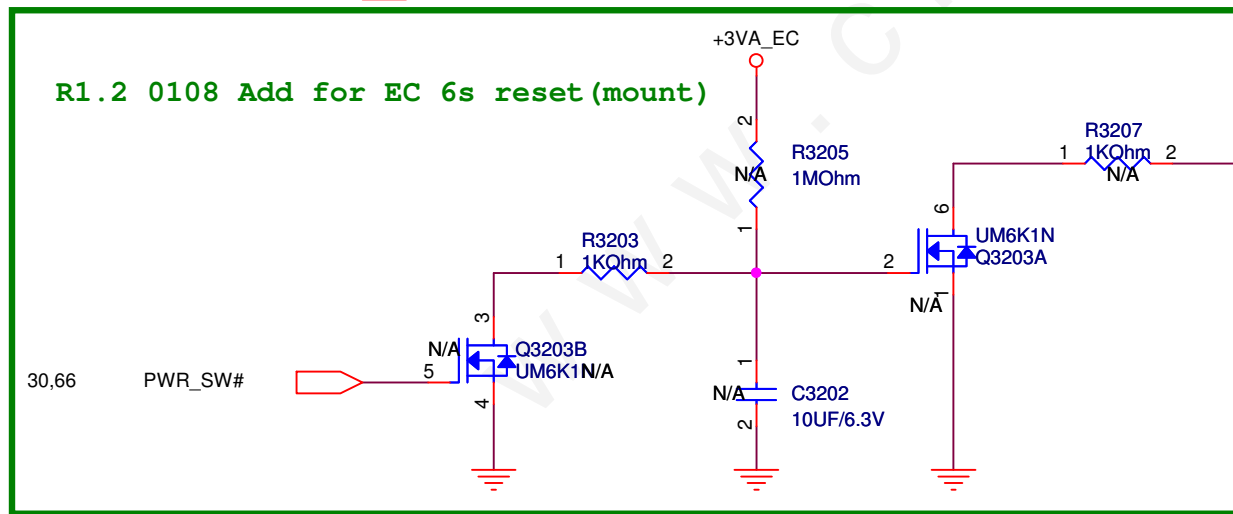 +3VA_EC
R1.2 0108 Add for EC 6s reset(mount)
2
R3205
1MOhm
N/A
1
R3207
1KOhm
1
2
N/A
R3203
1KOhm
1
2
6
UM6K1N
Q3203A
2
N/A
1
3
N/A
Q3203B
UM6K1N
N/A
5
4
30,66
PWR_SW#
1
N/A
C3202
10UF/6.3V
2
w w w . c